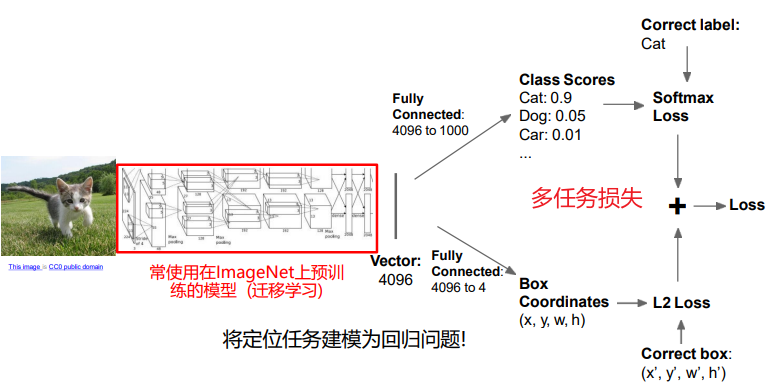 Correct label:
Cat
Class Scores
Cat: 0.9
Dog: 0.05
Car: 0.01
...
Softmax
Loss
Fully
Connected:
4096 to 1000
多任务损失
+
Loss
This image is CC0 public domain
常使用在ImageNet上预训
练的模型 (迁移学习)
Vector:
4096
Fully
Connected:
4096 to 4
Box
Coordinates
(x, y, w, h)
L2 Loss
将定位任务建模为回归问题!
Correct box:
(x’, y’, w’, h’)